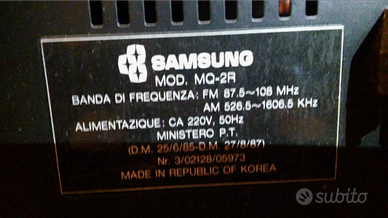 SAMSUNG
MOD. MQ-2R
BANDA DI FREQUENZA: FM 87.5~108 MHz
AM 526.5~1606.5 KHz
ALIMENTAZIQUE: CA 220V, 50Hz
MINISTERO P.T.
(D.M. 25/6/85-D.M. 27/8/87)
Nr. 3/02128/05973
MADE IN REPUBLIC OF KOREA
subito